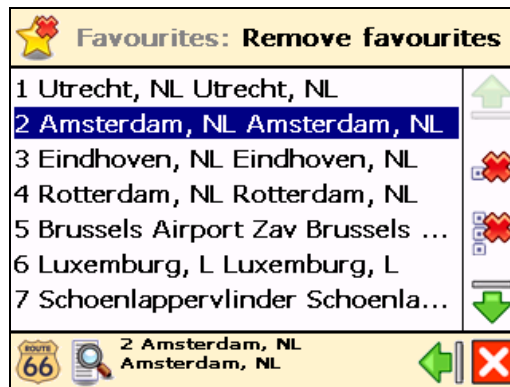 Favourites: Remove favourites
1 Utrecht, NL Utrecht, NL
2 Amsterdam, NL Amsterdam, NL
3 Eindhoven, NL Eindhoven, NL
4 Rotterdam, NL Rotterdam, NL
5 Brussels Airport Zav Brussels ...
6 Luxemburg, L Luxemburg, L
7 Schoenlappervlinder Schoenla...
ROUTE
66
2 Amsterdam, NL
Amsterdam, NL